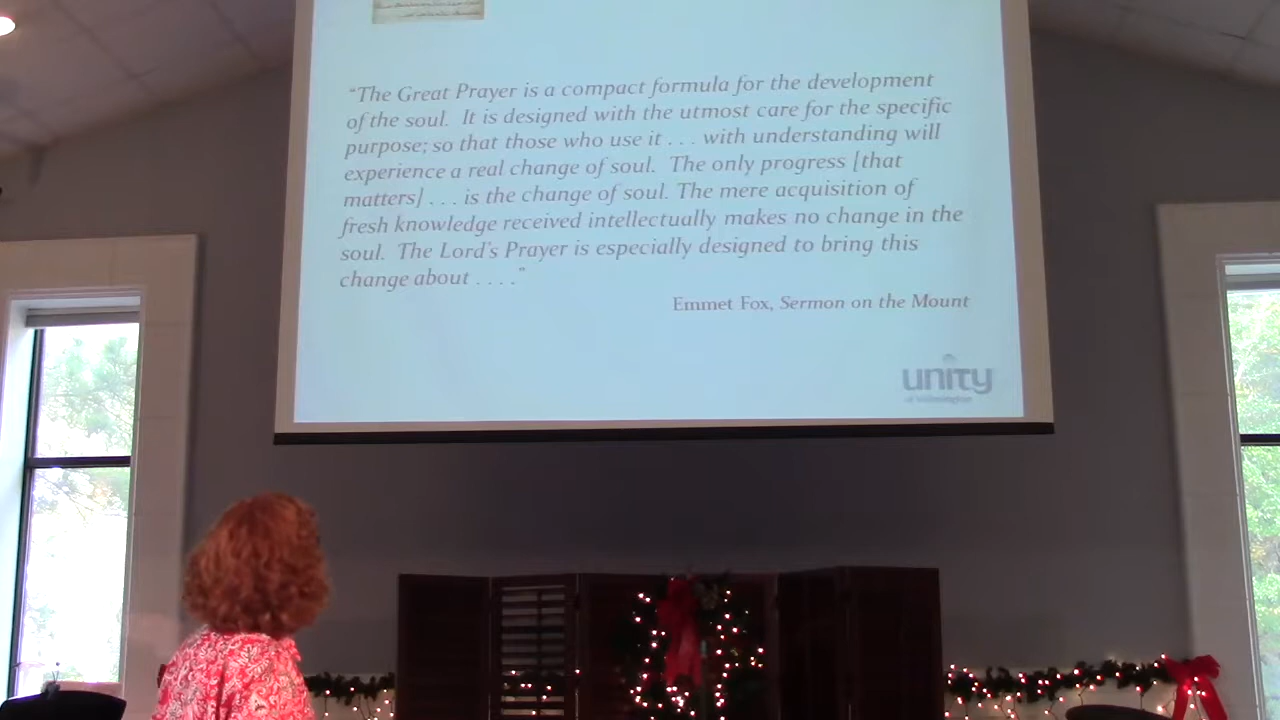 “The Great Prayer is a compact formula for the development
of the soul. It is designed with the utmost care for the specific
purpose; so that those who use it . . . with understanding will
experience a real change of soul. The only progress [that
matters] . . . is the change of soul. The mere acquisition of
fresh knowledge received intellectually makes no change in the
soul. The Lord's Prayer is especially designed to bring this
change about . . . .”
Emmet Fox, Sermon on the Mount
unity
of Wilmington